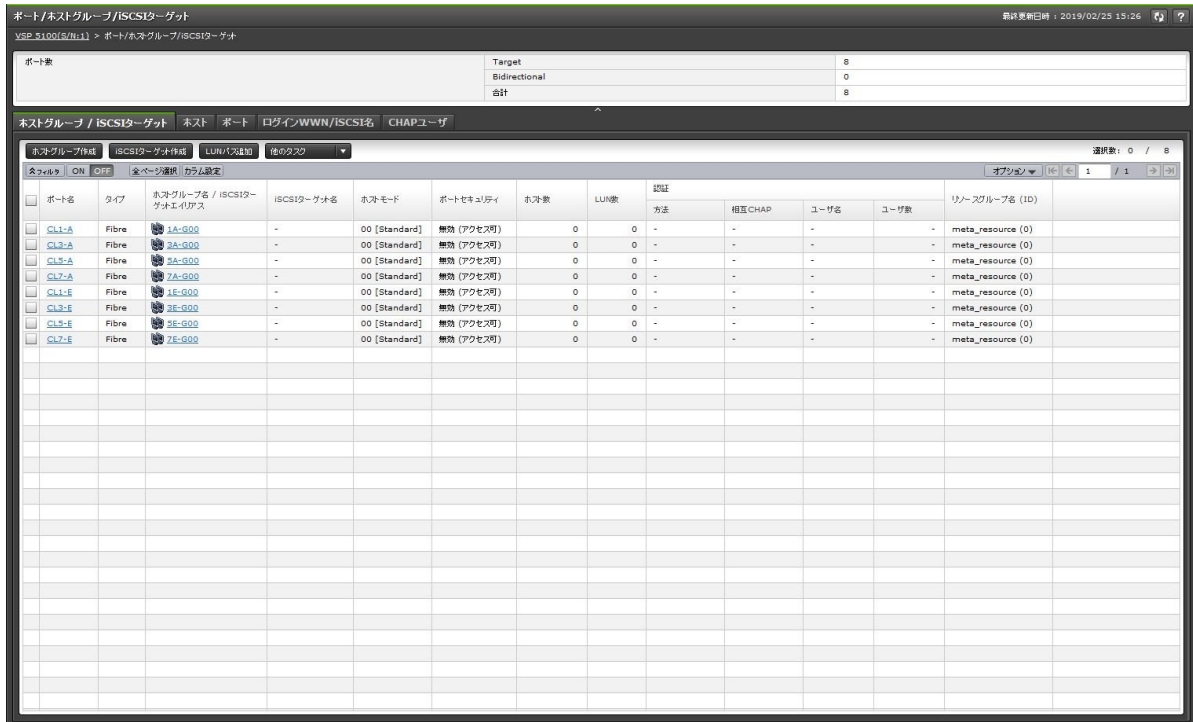 ポート/ホストグループ/iSCSIターゲット 最終更新日時 : 2019/02/25 15:26 ?
VSP 5100(S/N:1) > ポート/ホストグループ/iSCSIターゲット
ポート数 Target 8
Bidirectional 0
合計 8
ホストグループ / iSCSIターゲット ホスト ポート ログインWWN/iSCSI名 CHAPユーザ
ホストグループ作成 iSCSIターゲット作成 LUNパス追加 他のタスク 選択数: 0 / 8
フィルタ ON OFF 全ページ選択 カラム設定 オプション 1 / 1
ポート名 タイプ ホストグループ名 / iSCSIターゲットエイリアス iSCSIターゲット名 ホストモード ポートセキュリティ ホスト数 LUN数 認証 リソースグループ名 (ID)
方法 相互CHAP ユーザ名 ユーザ数
CL1-A Fibre 1A-G00 - 00 [Standard] 無効 (アクセス可) 0 0 - - - - meta_resource (0)
CL3-A Fibre 3A-G00 - 00 [Standard] 無効 (アクセス可) 0 0 - - - - meta_resource (0)
CL5-A Fibre 5A-G00 - 00 [Standard] 無効 (アクセス可) 0 0 - - - - meta_resource (0)
CL7-A Fibre 7A-G00 - 00 [Standard] 無効 (アクセス可) 0 0 - - - - meta_resource (0)
CL1-E Fibre 1E-G00 - 00 [Standard] 無効 (アクセス可) 0 0 - - - - meta_resource (0)
CL3-E Fibre 3E-G00 - 00 [Standard] 無効 (アクセス可) 0 0 - - - - meta_resource (0)
CL5-E Fibre 5E-G00 - 00 [Standard] 無効 (アクセス可) 0 0 - - - - meta_resource (0)
CL7-E Fibre 7E-G00 - 00 [Standard] 無効 (アクセス可) 0 0 - - - - meta_resource (0)